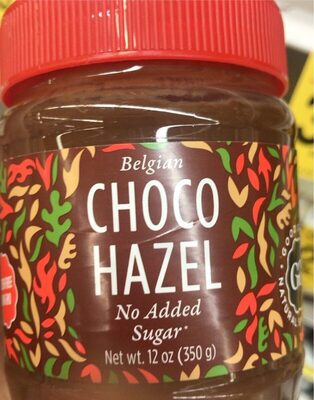 Belgian
CHOCO
HAZEL
No Added
Sugar*
Net wt. 12 oz (350 g)